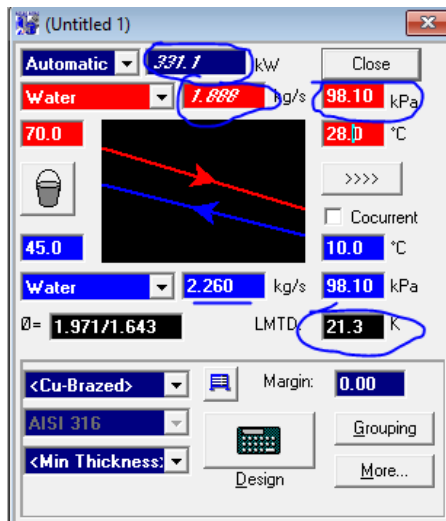 (Untitled 1)
Automatic 331.1 kW Close
Water 1.888 kg/s 98.10 kPa
70.0 28.0 °C
>>>>
Cocurrent
45.0 10.0 °C
Water 2.260 kg/s 98.10 kPa
Ø= 1.971/1.643 LMTD: 21.3 K
<Cu-Brazed> Margin: 0.00
AISI 316 Grouping
<Min Thickness: Design More...